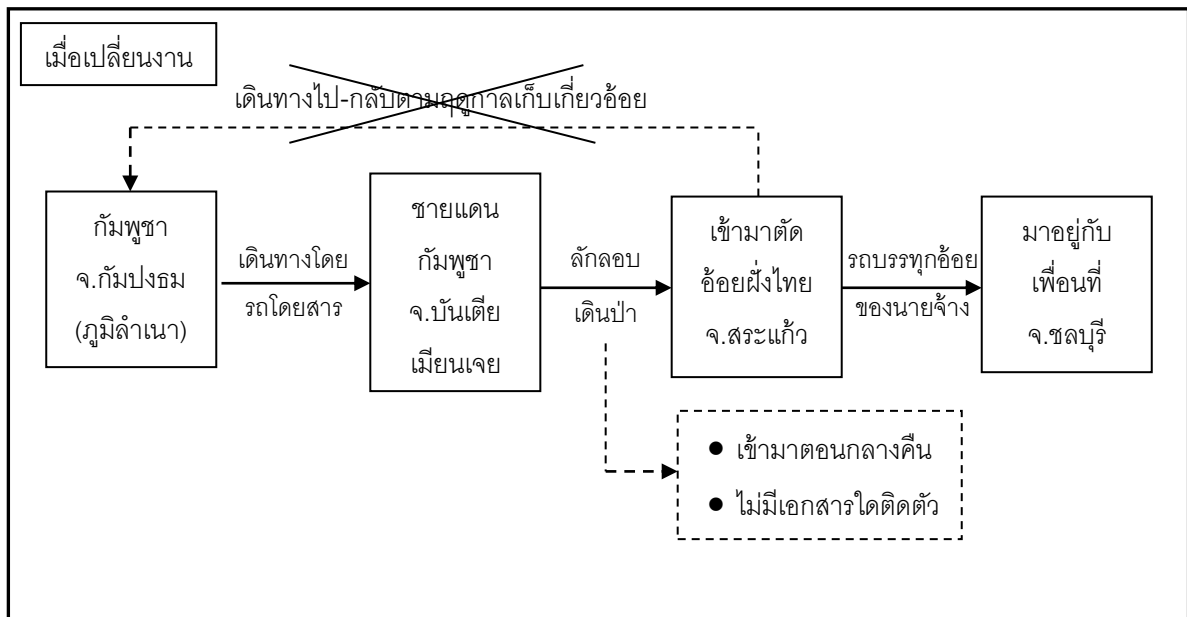 เมื่อเปลี่ยนงาน
เดินทางไป-กลับตามฤดูกาลเก็บเกี่ยวอ้อย
กัมพูชา
จ.กัมปงธม
(ภูมิลำเนา)
เดินทางโดย
รถโดยสาร
ชายแดน
กัมพูชา
จ.บันเตีย
เมียนเจย
ลักลอบ
เดินป่า
เข้ามาตัด
อ้อยฝั่งไทย
จ.สระแก้ว
รถบรรทุกอ้อย
ของนายจ้าง
มาอยู่กับ
เพื่อนที่
จ.ชลบุรี
● เข้ามาตอนกลางคืน
● ไม่มีเอกสารใดติดตัว